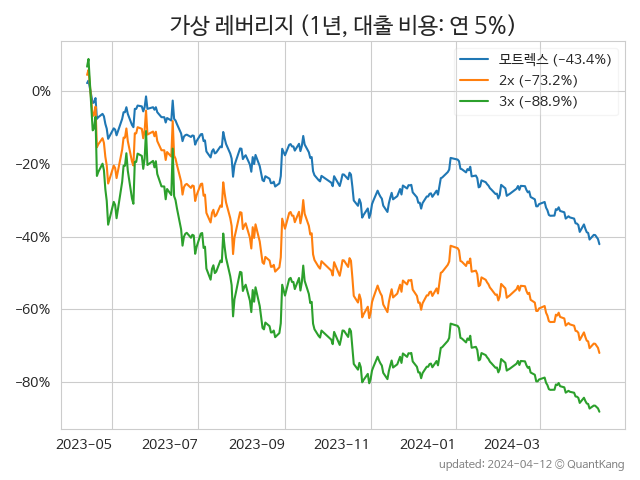 가상 레버리지 (1년, 대출 비용: 연 5%)
모트렉스 (−43.4%)
2x (−73.2%)
3x (−88.9%)
0%
−20%
−40%
−60%
−80%
2023-05 2023-07 2023-09 2023-11 2024-01 2024-03
updated: 2024-04-12 © QuantKang